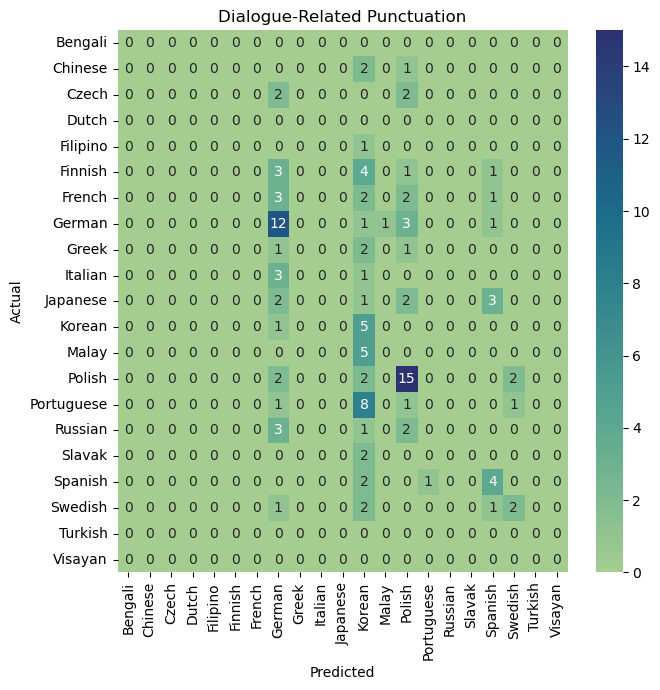 Dialogue-Related Punctuation
Bengali 0 0 0 0 0 0 0 0 0 0 0 0 0 0 0 0 0 0 0 0 0
Chinese 0 0 0 0 0 0 0 0 0 0 0 2 0 1 0 0 0 0 0 0 0
Czech 0 0 0 0 0 0 0 2 0 0 0 0 0 2 0 0 0 0 0 0 0
Dutch 0 0 0 0 0 0 0 0 0 0 0 0 0 0 0 0 0 0 0 0 0
Filipino 0 0 0 0 0 0 0 0 0 0 0 1 0 0 0 0 0 0 0 0 0
Finnish 0 0 0 0 0 0 0 3 0 0 0 4 0 1 0 0 0 1 0 0 0
French 0 0 0 0 0 0 0 3 0 0 0 2 0 2 0 0 0 1 0 0 0
German 0 0 0 0 0 0 0 12 0 0 0 1 1 3 0 0 0 1 0 0 0
Greek 0 0 0 0 0 0 0 1 0 0 0 2 0 1 0 0 0 0 0 0 0
Italian 0 0 0 0 0 0 0 3 0 0 0 1 0 0 0 0 0 0 0 0 0
Japanese 0 0 0 0 0 0 0 2 0 0 0 1 0 2 0 0 0 3 0 0 0
Korean 0 0 0 0 0 0 0 1 0 0 0 5 0 0 0 0 0 0 0 0 0
Malay 0 0 0 0 0 0 0 0 0 0 0 5 0 0 0 0 0 0 0 0 0
Polish 0 0 0 0 0 0 0 2 0 0 0 2 0 15 0 0 0 0 2 0 0
Portuguese 0 0 0 0 0 0 0 1 0 0 0 8 0 1 0 0 0 0 1 0 0
Russian 0 0 0 0 0 0 0 3 0 0 0 1 0 2 0 0 0 0 0 0 0
Slavak 0 0 0 0 0 0 0 0 0 0 0 2 0 0 0 0 0 0 0 0 0
Spanish 0 0 0 0 0 0 0 0 0 0 0 2 0 0 1 0 0 4 0 0 0
Swedish 0 0 0 0 0 0 0 1 0 0 0 2 0 0 0 0 0 1 2 0 0
Turkish 0 0 0 0 0 0 0 0 0 0 0 0 0 0 0 0 0 0 0 0 0
Visayan 0 0 0 0 0 0 0 0 0 0 0 0 0 0 0 0 0 0 0 0 0
Actual
Bengali
Chinese
Czech
Dutch
Filipino
Finnish
French
German
Greek
Italian
Japanese
Korean
Malay
Polish
Portuguese
Russian
Slavak
Spanish
Swedish
Turkish
Visayan
Predicted
14
12
10
8
6
4
2
0